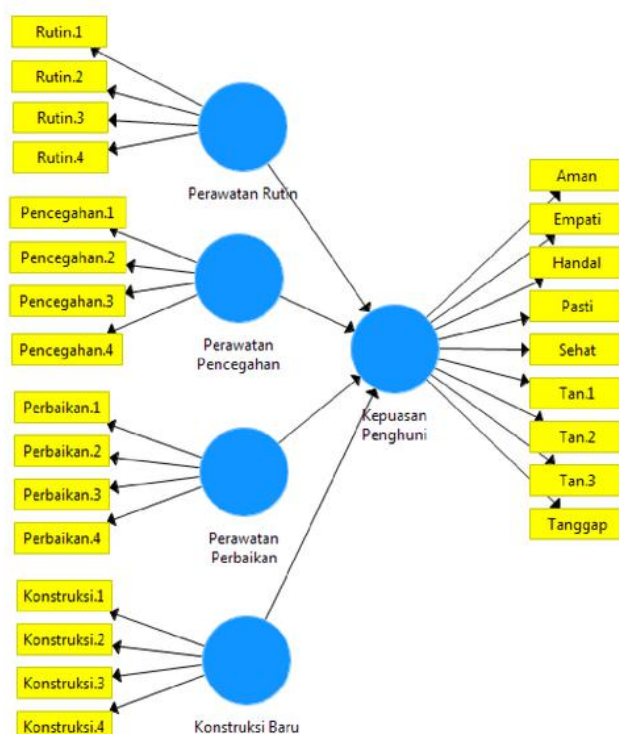 Rutin.1
Rutin.2
Rutin.3
Rutin.4
Perawatan Rutin
Pencegahan.1
Pencegahan.2
Pencegahan.3
Pencegahan.4
Perawatan
Pencegahan
Perbaikan.1
Perbaikan.2
Perbaikan.3
Perbaikan.4
Perawatan
Perbaikan
Konstruksi.1
Konstruksi.2
Konstruksi.3
Konstruksi.4
Konstruksi Baru
Kepuasan
Penghuni
Aman
Empati
Handal
Pasti
Sehat
Tan.1
Tan.2
Tan.3
Tanggap